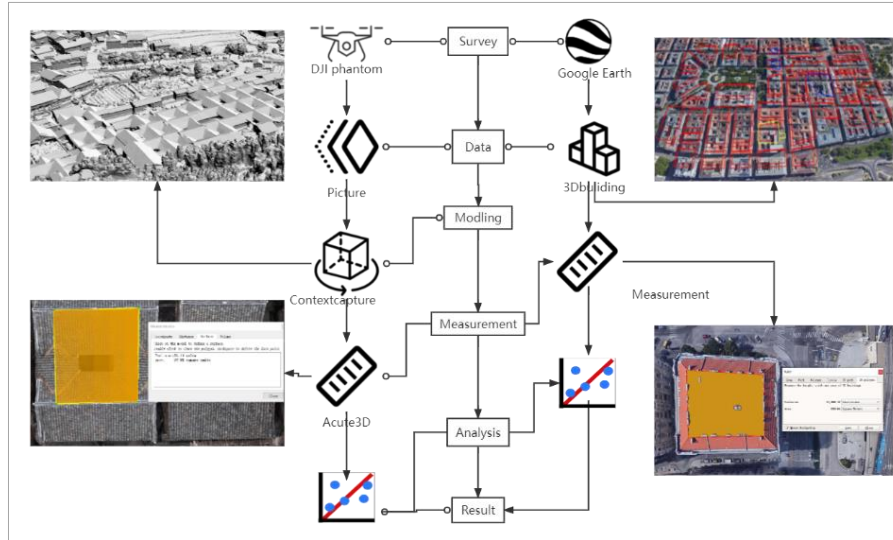 Survey
DJI phantom
Google Earth
Data
Picture
3Dbuliding
Modling
Contextcapture
Measurement
Measurement
Acute3D
Analysis
Result